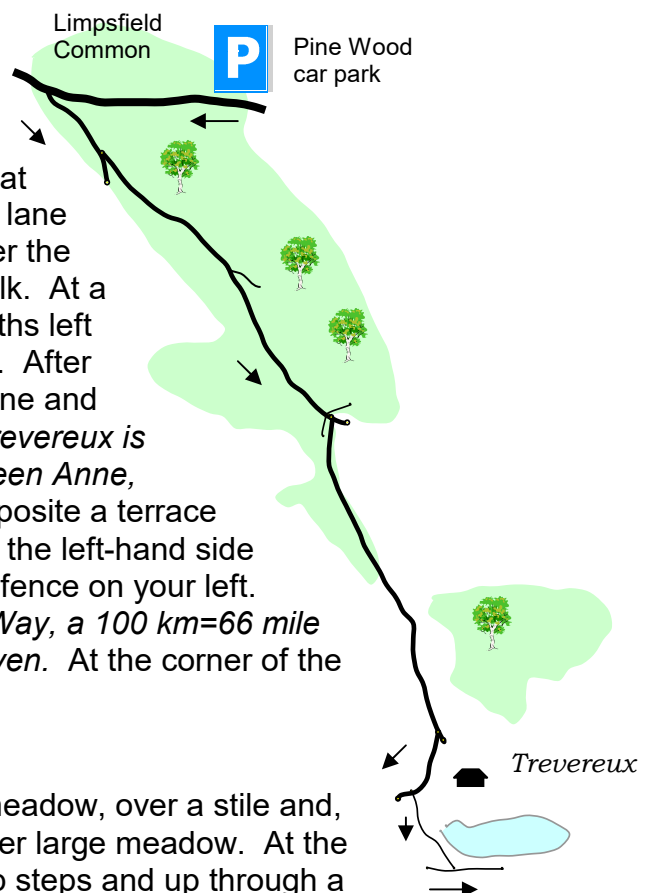 Limpsfield
Common
P
Pine Wood
car park
at
lane
er the
lk.  At a
ths left
.  After
ne and
revereux is
een Anne,
posite a terrace
the left-hand side
fence on your left.
Way, a 100 km=66 mile
ven.  At the corner of the
Trevereux
neadow, over a stile and,
er large meadow.  At the
o steps and up through a